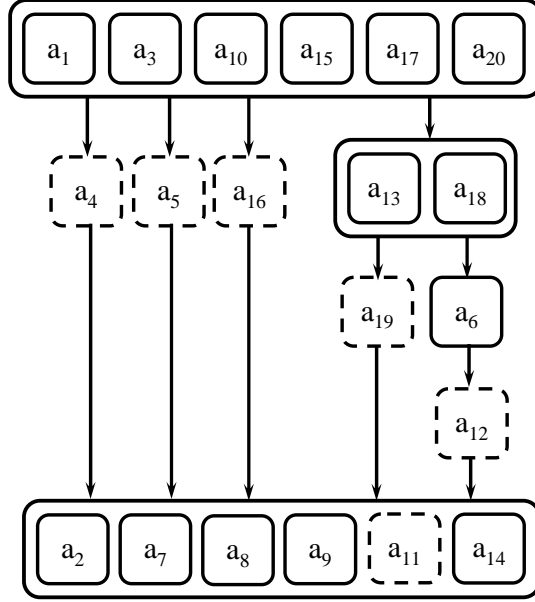 a₁ a₃ a₁₀ a₁₅ a₁₇ a₂₀
a₄ a₅ a₁₆ a₁₃ a₁₈
a₁₉ a₆
a₁₂
a₂ a₇ a₈ a₉ a₁₁ a₁₄